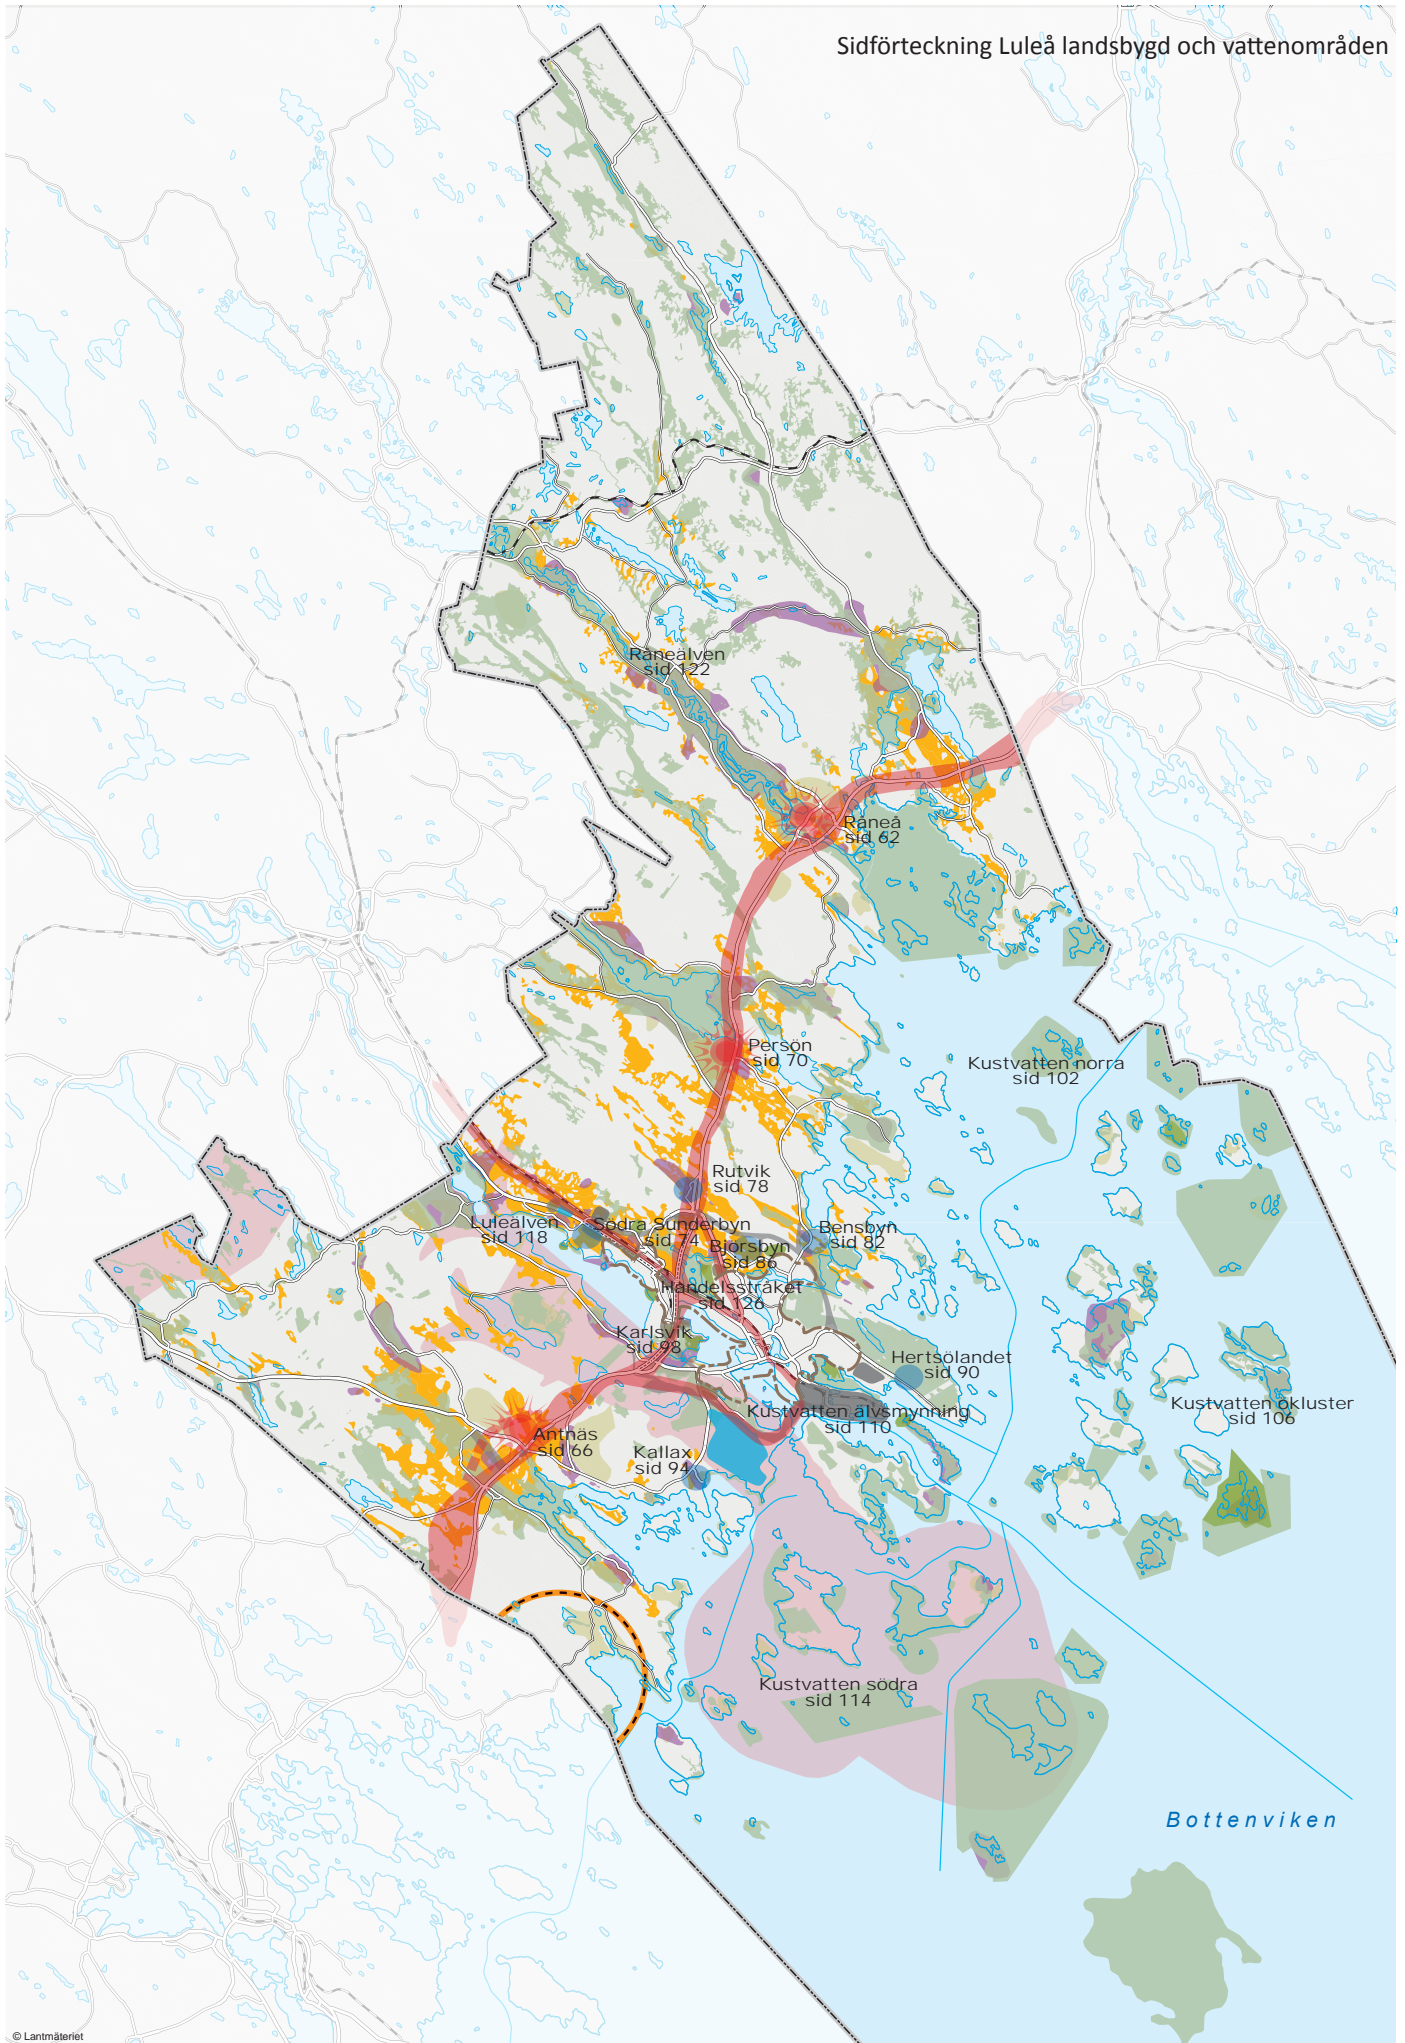 Sidförteckning Luleå landsbygd och vattenområden
Råneälven
sid 122
Råneå
sid 62
Persön
sid 70
Kustvatten norra
sid 102
Rutvik
sid 78
Luleälven
sid 118
Södra Sunderbyn
sid 74
Bensbyn
sid 82
Björsbyn
sid 86
Handelsstråket
sid 126
Karlsvik
sid 98
Hertsölandet
sid 90
Kustvatten älvsmynning
sid 110
Kustvatten ökluster
sid 106
Antnäs
sid 66
Kallax
sid 94
Kustvatten södra
sid 114
Bottenviken
© Lantmäteriet